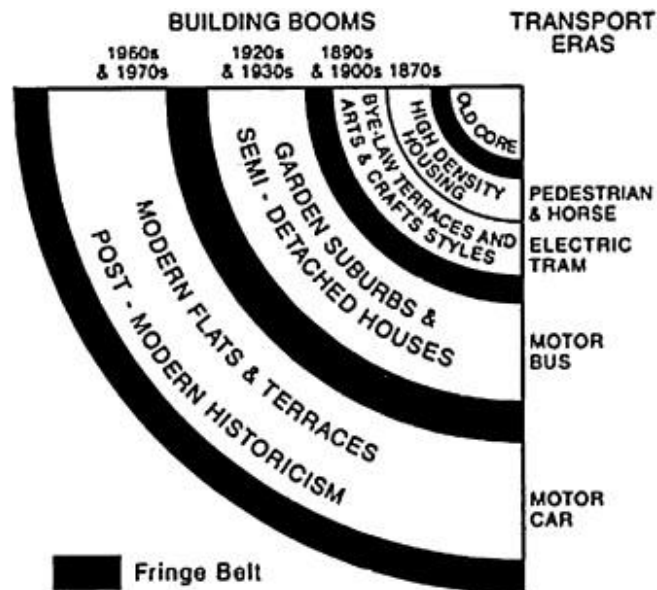 BUILDING BOOMS
TRANSPORT
ERAS
1960s
& 1970s
1920s
& 1930s
1890s
& 1900s
1870s
OLD CORE
HIGH DENSITY
HOUSING
BYE-LAW TERRACES AND
ARTS & CRAFTS STYLES
GARDEN SUBURBS &
SEMI - DETACHED HOUSES
MODERN FLATS & TERRACES
POST - MODERN HISTORICISM
PEDESTRIAN
& HORSE
ELECTRIC
TRAM
MOTOR
BUS
MOTOR
CAR
Fringe Belt